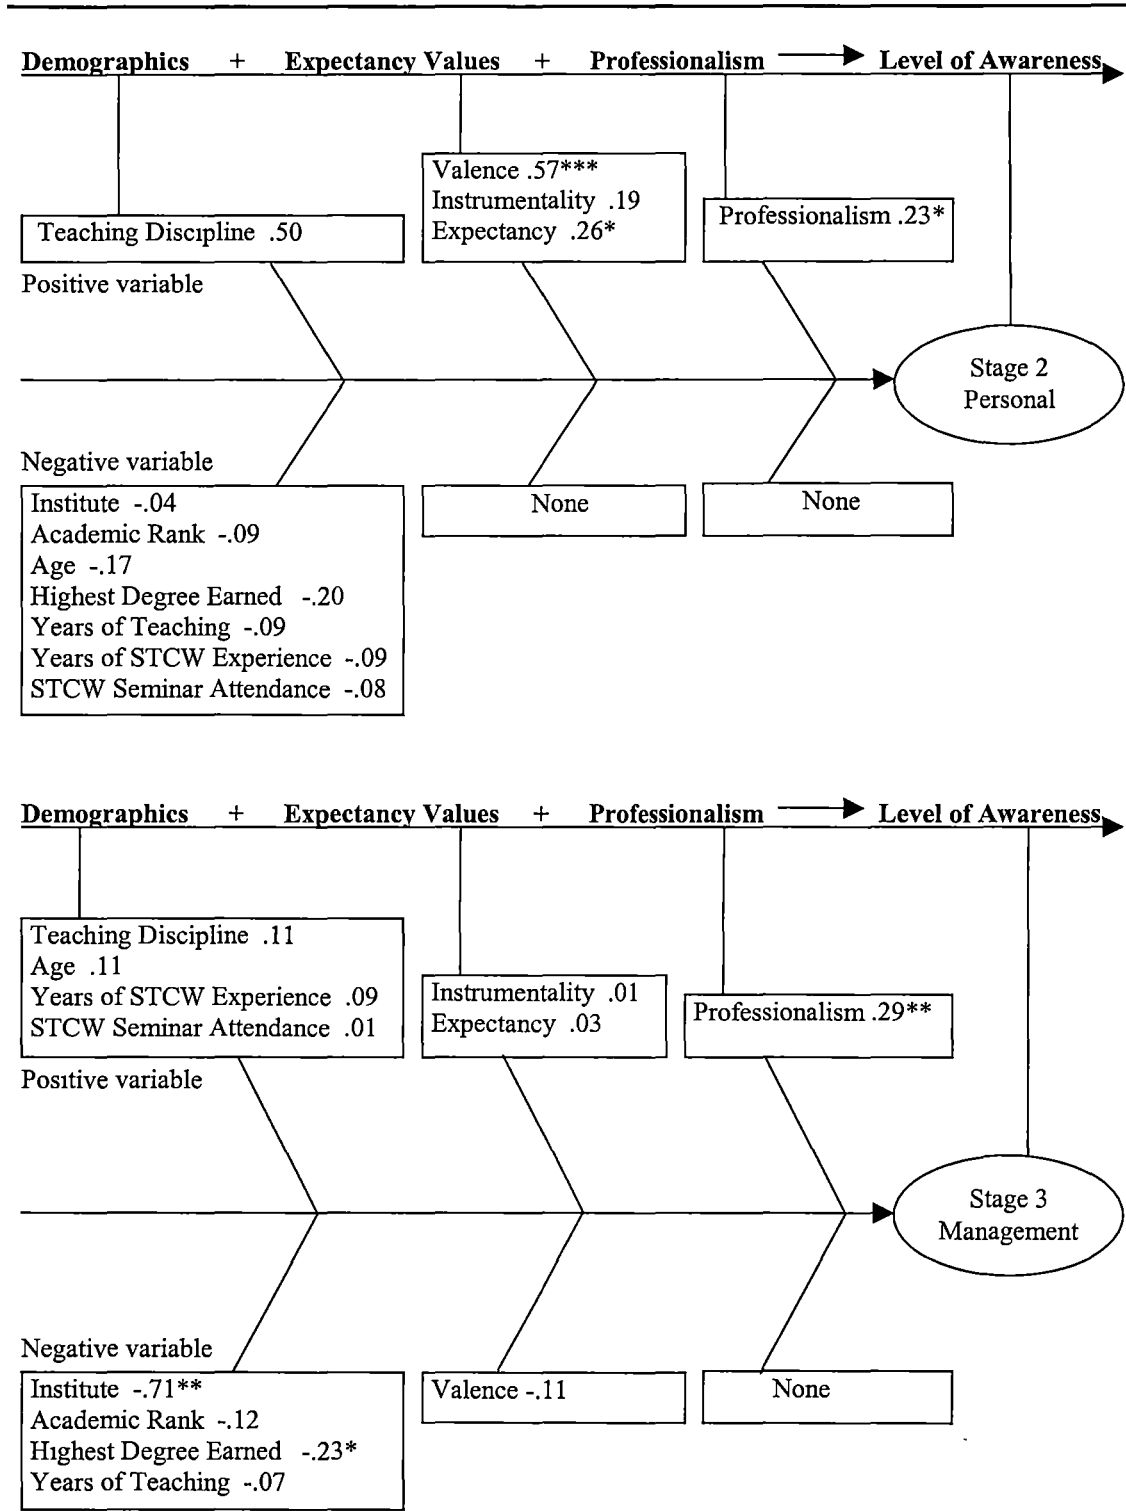 Demographics + Expectancy Values + Professionalism Level of Awareness
Valence .57***
Instrumentality .19
Expectancy .26*
Teaching Discipline .50
Professionalism .23*
Positive variable
Stage 2
Personal
Negative variable
Institute -.04
Academic Rank -.09
Age -.17
Highest Degree Earned -.20
Years of Teaching -.09
Years of STCW Experience -.09
STCW Seminar Attendance -.08
None
None
Demographics + Expectancy Values + Professionalism Level of Awareness
Teaching Discipline .11
Age .11
Years of STCW Experience .09
STCW Seminar Attendance .01
Instrumentality .01
Expectancy .03
Professionalism .29**
Positive variable
Stage 3
Management
Negative variable
Institute -.71**
Academic Rank -.12
Highest Degree Earned -.23*
Years of Teaching -.07
Valence -.11
None